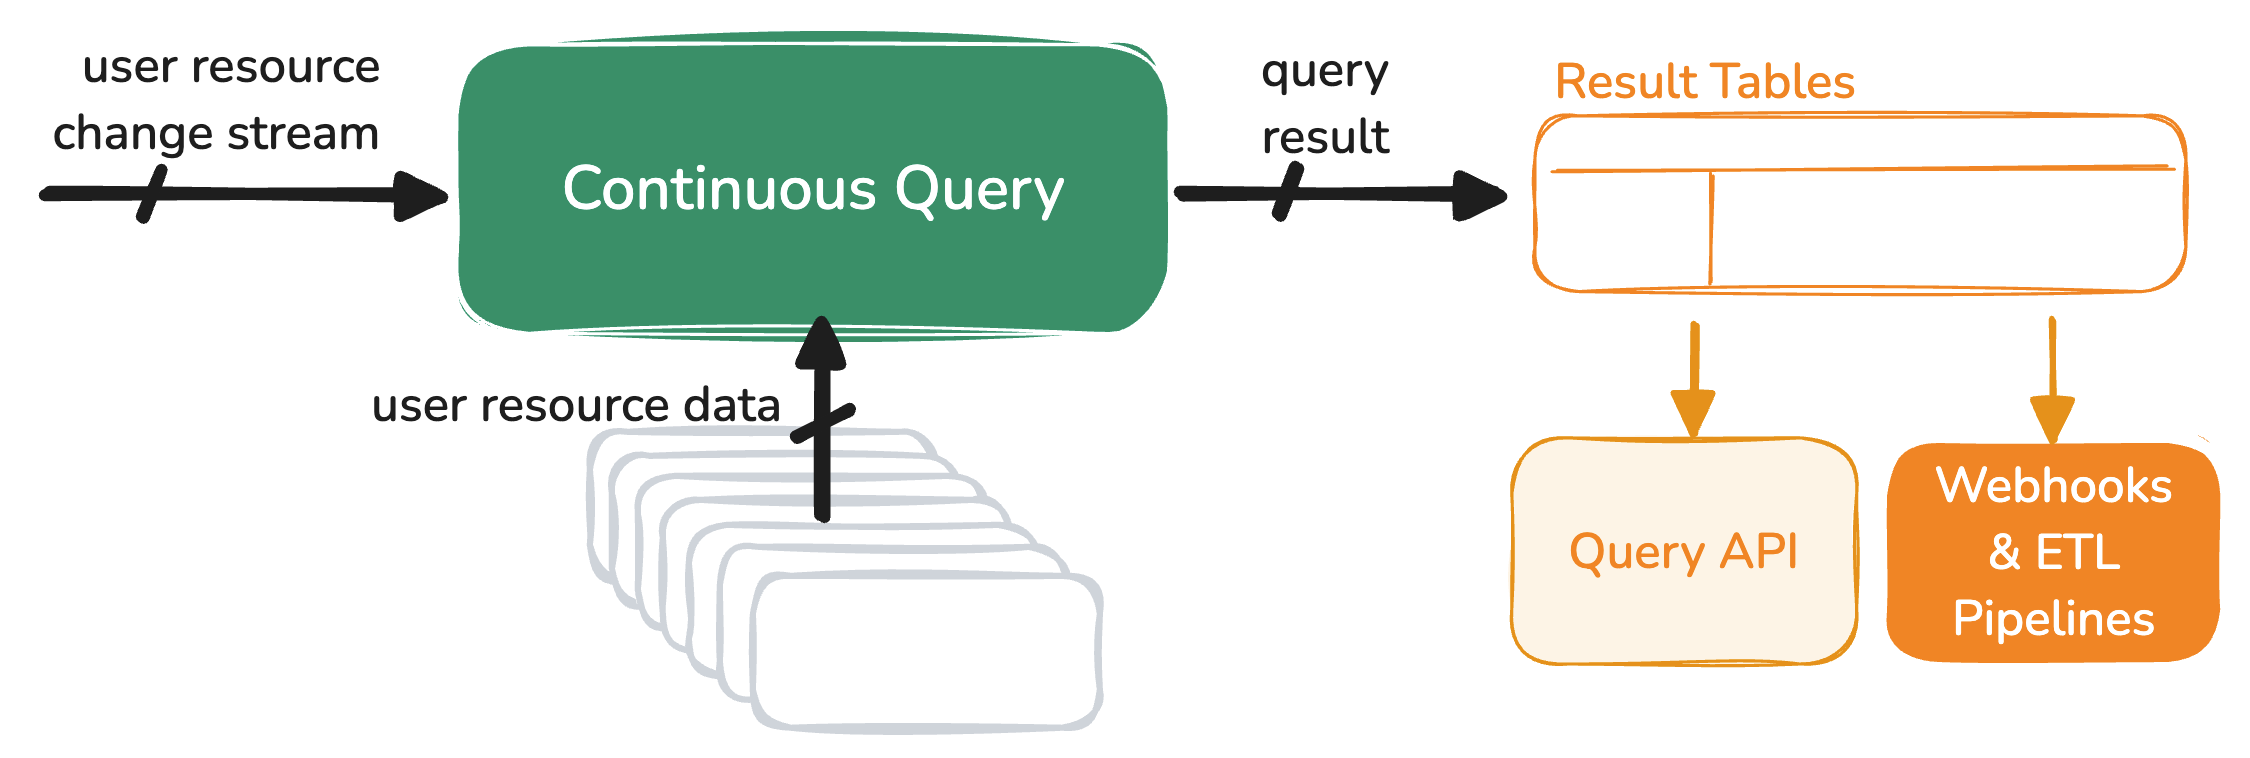 user resource
change stream
Continuous Query
query
result
Result Tables
user resource data
Query API
Webhooks
& ETL
Pipelines